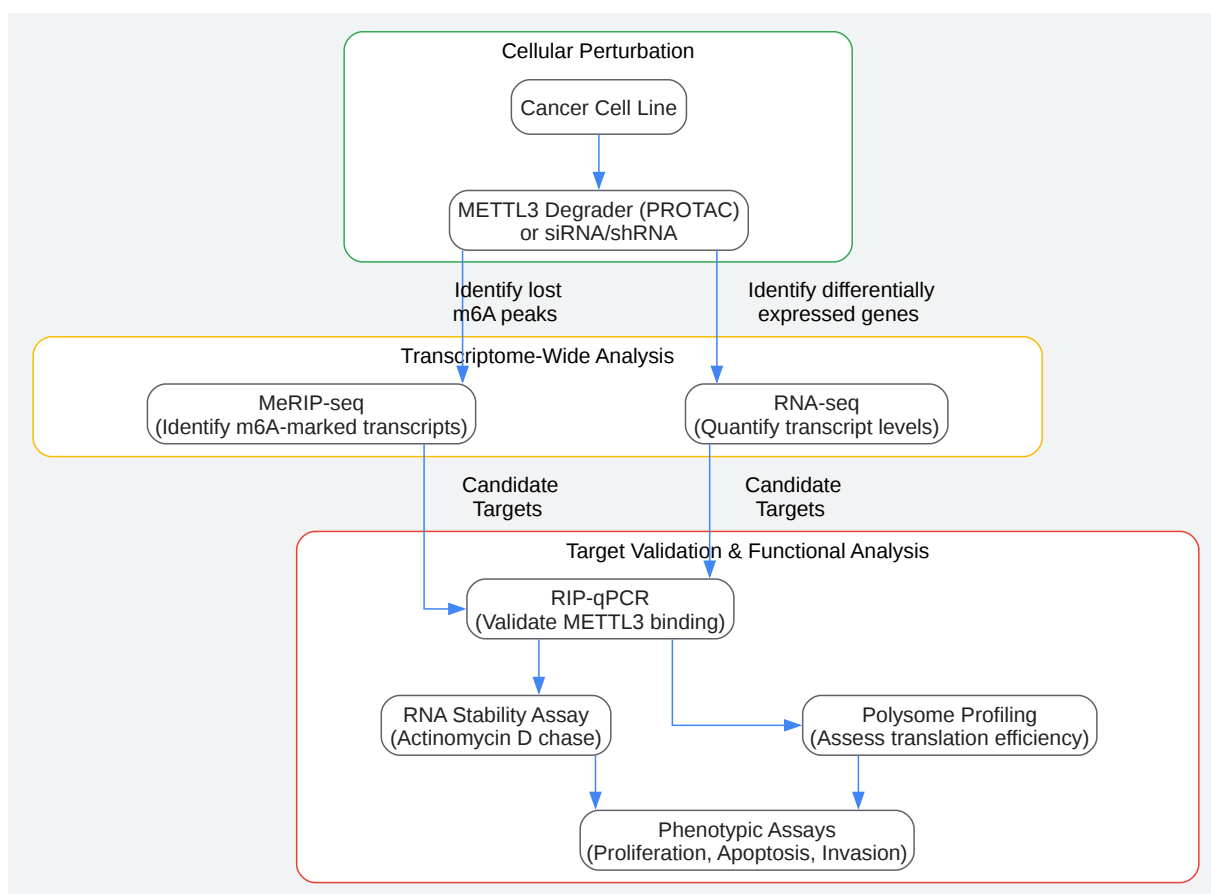 Cellular Perturbation
Cancer Cell Line
METTL3 Degrader (PROTAC)
or siRNA/shRNA
Identify lost
m6A peaks
Identify differentially
expressed genes
Transcriptome-Wide Analysis
MeRIP-seq
(Identify m6A-marked transcripts)
RNA-seq
(Quantify transcript levels)
Candidate
Targets
Candidate
Targets
Target Validation & Functional Analysis
RIP-qPCR
(Validate METTL3 binding)
RNA Stability Assay
(Actinomycin D chase)
Polysome Profiling
(Assess translation efficiency)
Phenotypic Assays
(Proliferation, Apoptosis, Invasion)